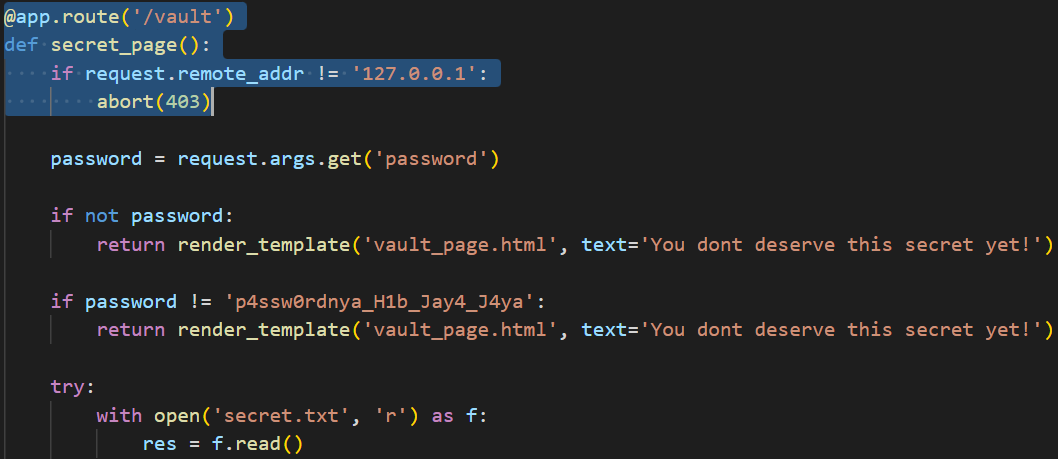 @app.route('/vault')
def secret_page():
    if request.remote_addr != '127.0.0.1':
        abort(403)
    password = request.args.get('password')
    if not password:
        return render_template('vault_page.html', text='You dont deserve this secret yet!')
    if password != 'p4ssw0rdnya_H1b_Jay4_J4ya':
        return render_template('vault_page.html', text='You dont deserve this secret yet!')
    try:
        with open('secret.txt', 'r') as f:
            res = f.read()